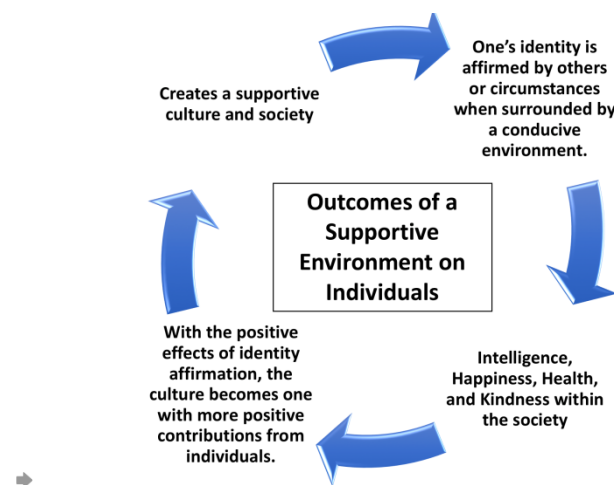 Creates a supportive
culture and society
One's identity is
affirmed by others
or circumstances
when surrounded by
a conducive
environment.
Outcomes of a
Supportive
Environment on
Individuals
Intelligence,
Happiness, Health,
and Kindness within
the society
With the positive
effects of identity
affirmation, the
culture becomes one
with more positive
contributions from
individuals.